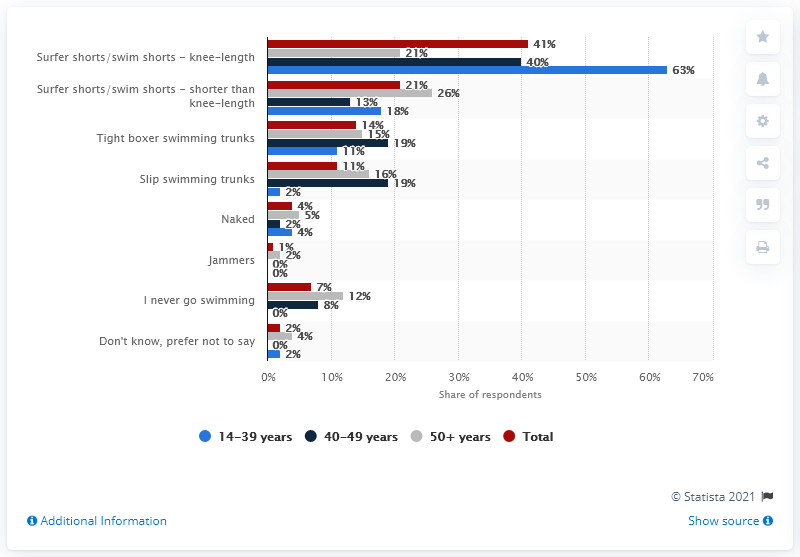 Surfer shorts/swim shorts - knee-length
41%
21%
40%
63%
Surfer shorts/swim shorts - shorter than
knee-length
21%
26%
13%
18%
Tight boxer swimming trunks
14%
15%
19%
11%
Slip swimming trunks
11%
16%
19%
2%
Naked
4%
5%
2%
4%
Jammers
1%
2%
0%
0%
I never go swimming
7%
12%
8%
0%
Don't know, prefer not to say
2%
4%
0%
2%
0% 10% 20% 30% 40% 50% 60% 70%
Share of respondents
14-39 years 40-49 years 50+ years Total
© Statista 2021
Additional Information Show source